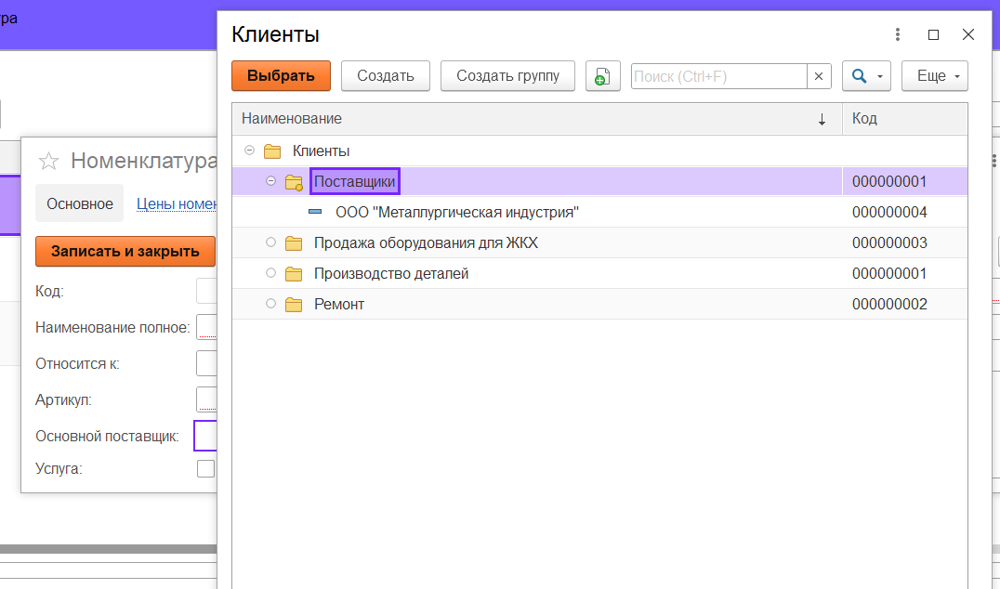 ра
Клиенты
Выбрать Создать Создать группу Поиск (Ctrl+F) Еще
Наименование Код
Клиенты
Поставщики 000000001
ООО "Металлургическая индустрия" 000000004
Продажа оборудования для ЖКХ 000000003
Производство деталей 000000001
Ремонт 000000002
Номенклатура
Основное Цены номен
Записать и закрыть
Код:
Наименование полное:
Относится к:
Артикул:
Основной поставщик:
Услуга: